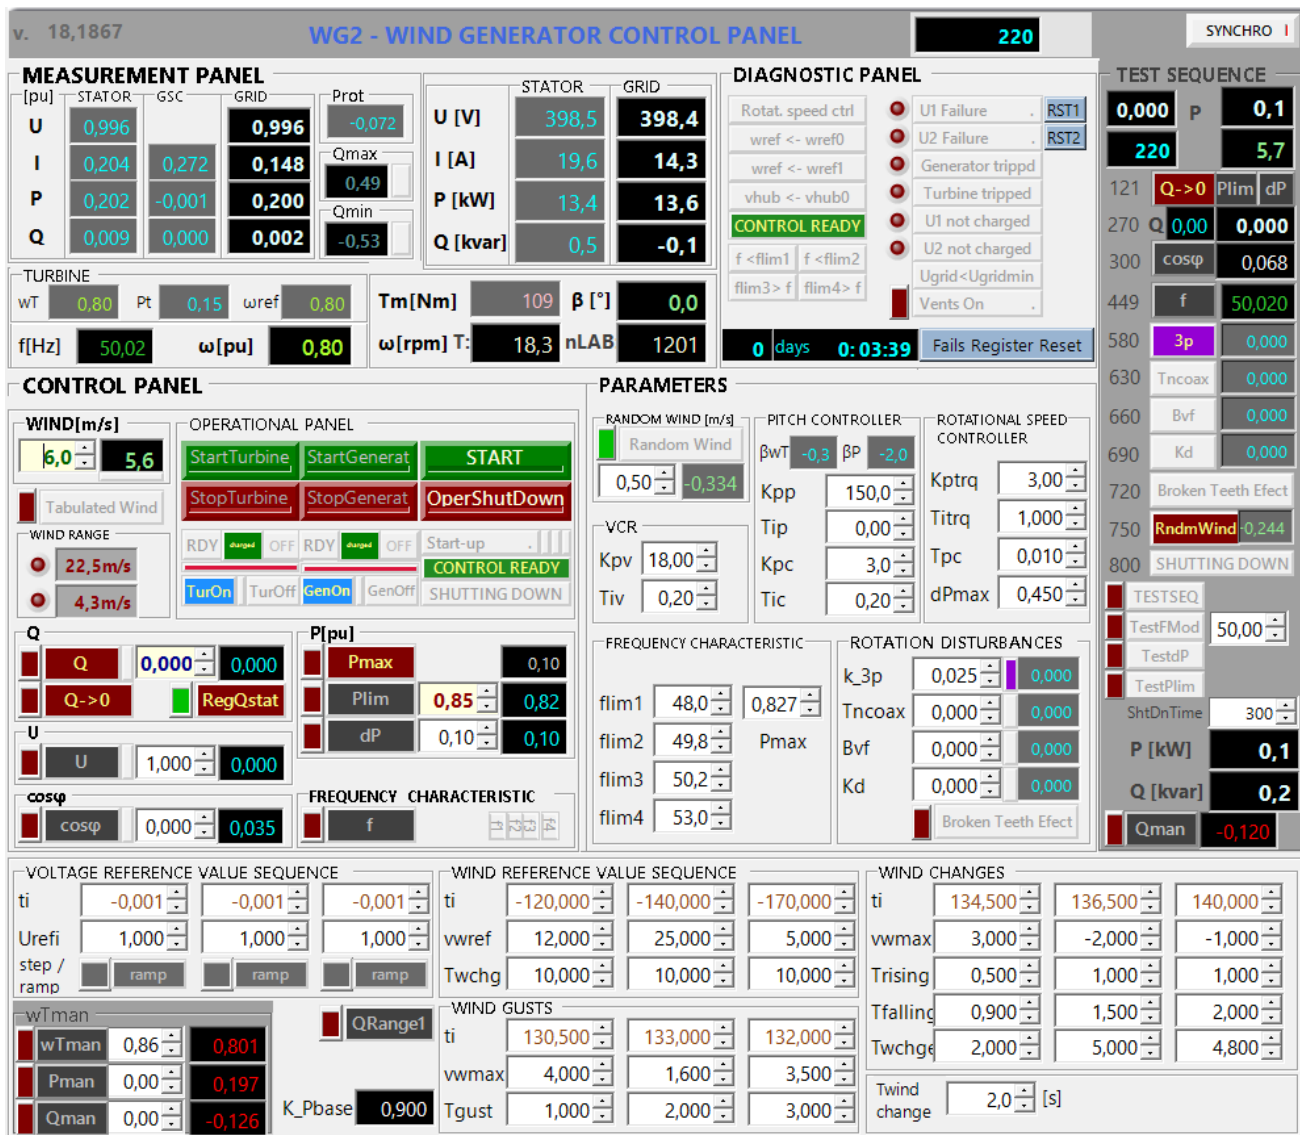 v. 18,1867 WG2 - WIND GENERATOR CONTROL PANEL 220 SYNCHRO I
MEASUREMENT PANEL
[pu] STATOR GSC GRID Prot
U 0,996 0,996 -0,072
I 0,204 0,272 0,148 Qmax 0,49
P 0,202 -0,001 0,200 Qmin
Q 0,009 0,000 0,002 -0,53
STATOR GRID
U [V] 398,5 398,4
I [A] 19,6 14,3
P [kW] 13,4 13,6
Q [kvar] 0,5 -0,1
TURBINE
wT 0,80 Pt 0,15 ωref 0,80
f[Hz] 50,02 ω[pu] 0,80
Tm[Nm] 109 β [°] 0,0
ω[rpm] T: 18,3 nLAB 1201
DIAGNOSTIC PANEL
Rotat. speed ctrl U1 Failure . RST1
wref <- wref0 U2 Failure . RST2
wref <- wref1 Generator trippd
vhub <- vhub0 Turbine tripped
CONTROL READY U1 not charged
f <flim1 f <flim2 U2 not charged
flim3> f flim4> f Ugrid<Ugridmin
Vents On .
0 days 0:03:39 Fails Register Reset
TEST SEQUENCE
0,000 P 0,1
220 5,7
121 Q->0 Plim dP
270 Q 0,00 0,000
300 cosφ 0,068
449 f 50,020
580 3p 0,000
630 Tncoax 0,000
660 Bvf 0,000
690 Kd 0,000
720 Broken Teeth Efect
750 RndmWind -0,244
800 SHUTTING DOWN
TESTSEQ
TestFMod 50,00
TestdP
TestPlim
ShtDnTime 300
P [kW] 0,1
Q [kvar] 0,2
Qman -0,120
CONTROL PANEL
WIND[m/s]
6,0 5,6
Tabulated Wind
WIND RANGE
22,5m/s
4,3m/s
OPERATIONAL PANEL
StartTurbine StartGenerat START
StopTurbine StopGenerat OperShutDown
RDY charged OFF RDY charged OFF Start-up .
CONTROL READY
TurOn TurOff GenOn GenOff SHUTTING DOWN
Q
Q 0,000 0,000
Q->0 RegQstat
U
U 1,000 0,000
cosφ
cosφ 0,000 0,035
P[pu]
Pmax 0,10
Plim 0,85 0,82
dP 0,10 0,10
FREQUENCY CHARACTERISTIC
f f1 f2 f3 f4
PARAMETERS
RANDOM WIND [m/s]
Random Wind
0,50 -0,334
VCR
Kpv 18,00
Tiv 0,20
PITCH CONTROLLER
βwT -0,3 βP -2,0
Kpp 150,0
Tip 0,00
Kpc 3,0
Tic 0,20
ROTATIONAL SPEED
CONTROLLER
Kptrq 3,00
Titrq 1,000
Tpc 0,010
dPmax 0,450
FREQUENCY CHARACTERISTIC
flim1 48,0 0,827
flim2 49,8 Pmax
flim3 50,2
flim4 53,0
ROTATION DISTURBANCES
k_3p 0,025 0,000
Tncoax 0,000 0,000
Bvf 0,000 0,000
Kd 0,000 0,000
Broken Teeth Efect
VOLTAGE REFERENCE VALUE SEQUENCE
ti -0,001 -0,001 -0,001
Urefi 1,000 1,000 1,000
step /
ramp ramp ramp ramp
wTman
wTman 0,86 0,801
Pman 0,00 0,197
Qman 0,00 -0,126
QRange1
K_Pbase 0,900
WIND REFERENCE VALUE SEQUENCE
ti -120,000 -140,000 -170,000
vwref 12,000 25,000 5,000
Twchg 10,000 10,000 10,000
WIND GUSTS
ti 130,500 133,000 132,000
vwmax 4,000 1,600 3,500
Tgust 1,000 2,000 3,000
WIND CHANGES
ti 134,500 136,500 140,000
vwmax 3,000 -2,000 -1,000
Trising 0,500 1,000 1,000
Tfalling 0,900 1,500 2,000
Twchge 2,000 5,000 4,800
Twind
change 2,0 [s]